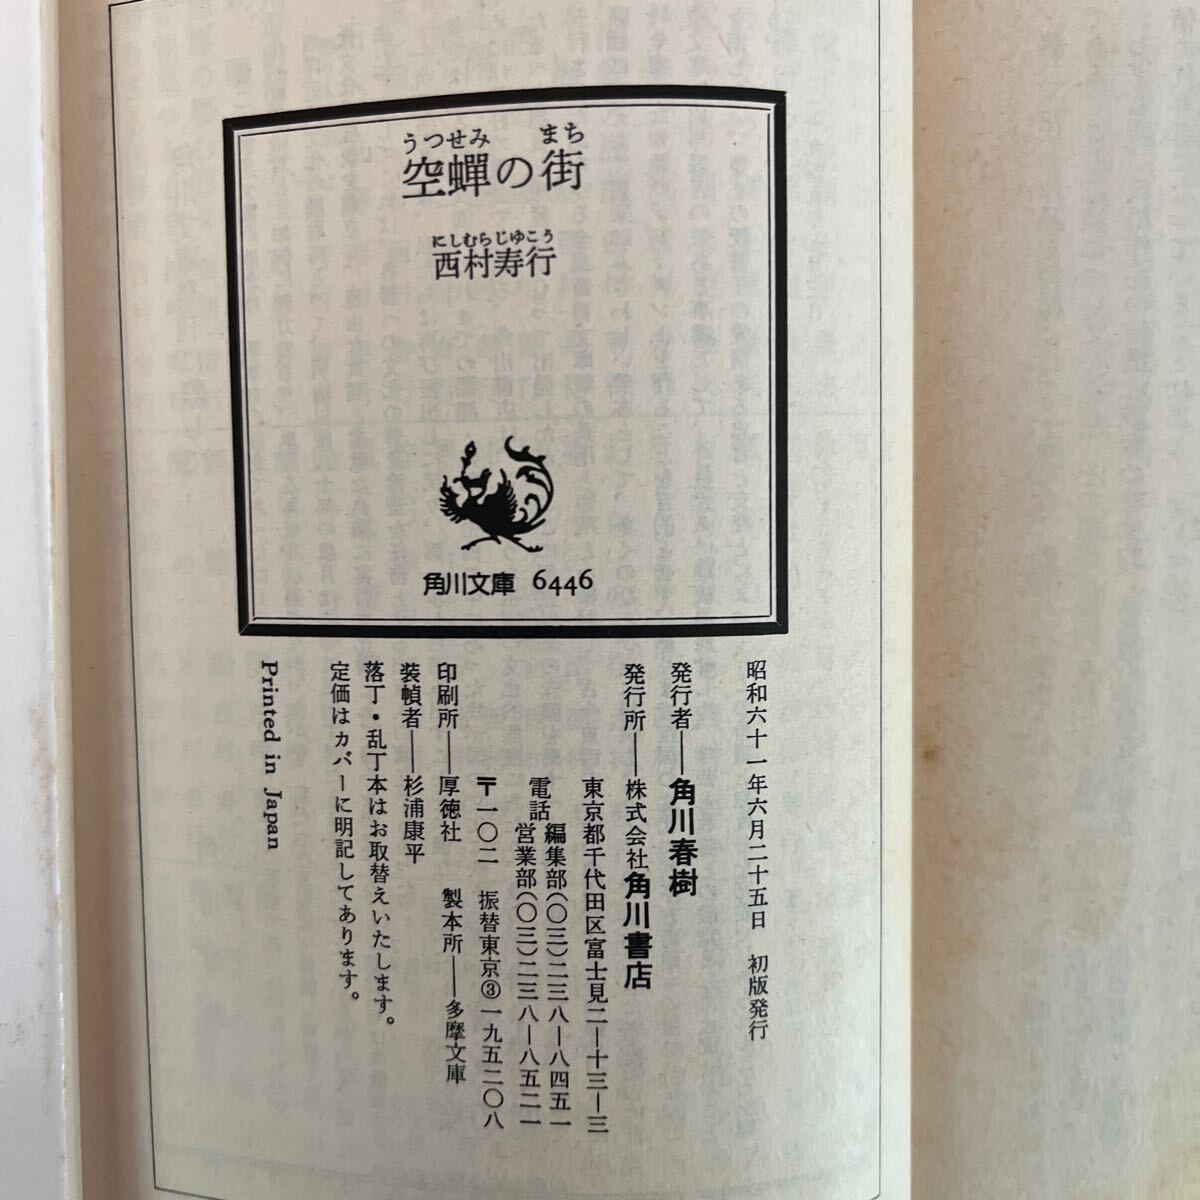 うつせみ まち
空蟬の街
にしむらじゆこう
西村寿行
角川文庫 6446
昭和六十一年六月二十五日 初版発行
発行者――角川春樹
発行所――株式会社角川書店
東京都千代田区富士見二―十三―三
電話 編集部(〇三)二三八―八四五一
営業部(〇三)二三八―八五二一
〒一〇二 振替東京③一九五二〇八
印刷所――厚徳社 製本所――多摩文庫
装幀者――杉浦康平
落丁・乱丁本はお取替えいたします。
定価はカバーに明記してあります。
Printed in Japan